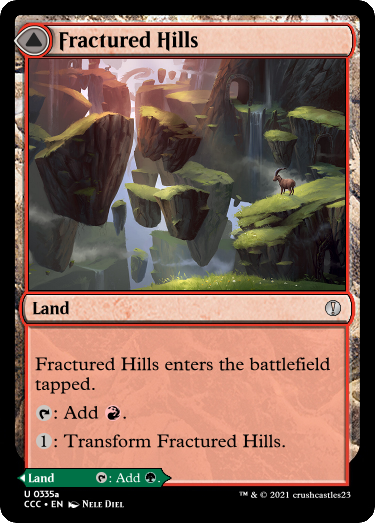 Fractured Hills
Land
Fractured Hills enters the battlefield
tapped.
: Add .
1: Transform Fractured Hills.
Land : Add .
U 0335a
CCC • EN Nele Diel
™ & © 2021 crushcastles23